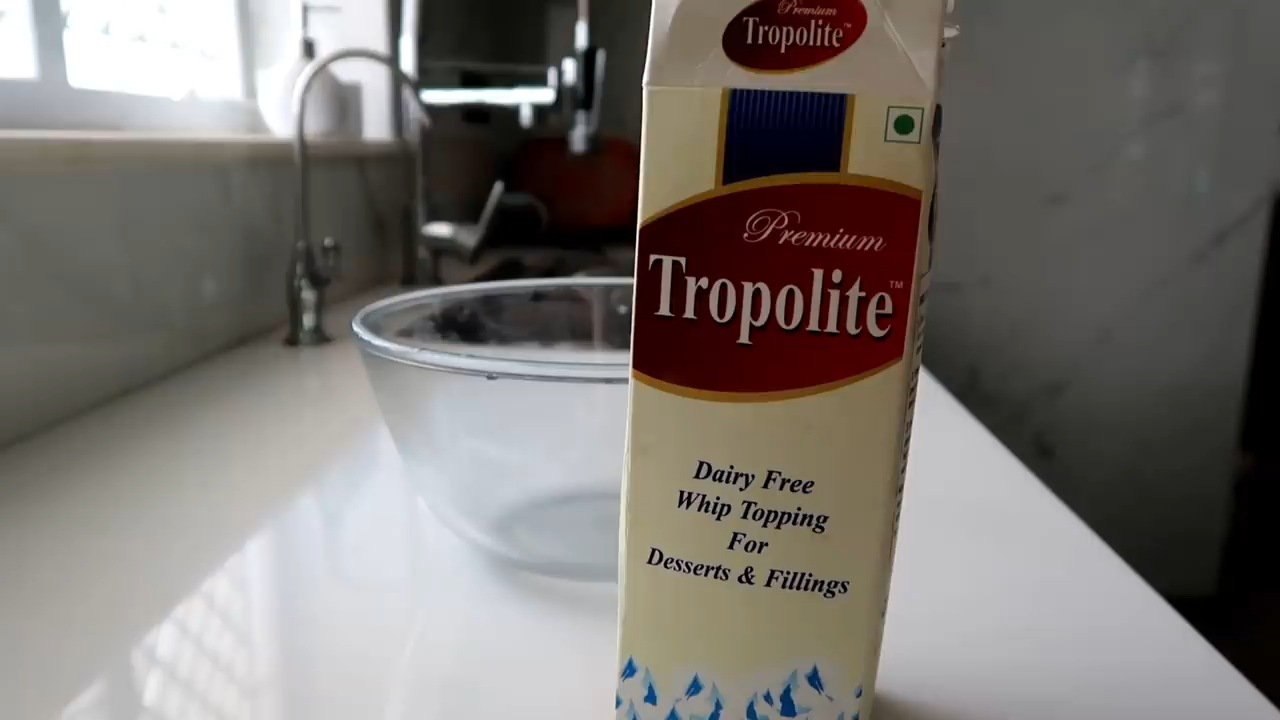 Premium
Tropolite™
Premium
Tropolite™
Dairy Free
Whip Topping
For
Desserts & Fillings